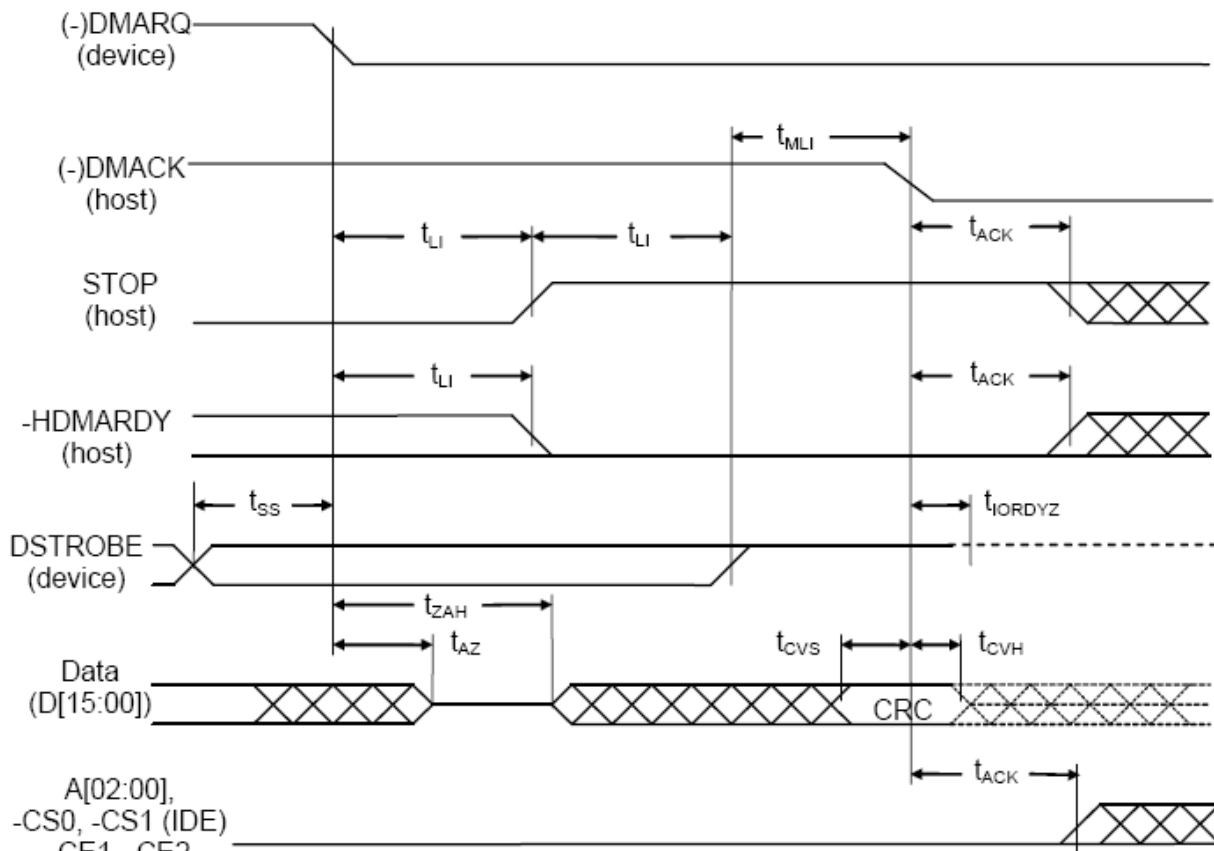 (-)DMARQ
(device)
tMLI
(-)DMACK
(host)
tLI tLI tACK
STOP
(host)
tLI tACK
-HDMARDY
(host)
tSS tIORDYZ
DSTROBE
(device)
tZAH
tAZ tCVS tCVH
Data
(D[15:00])
CRC
tACK
A[02:00],
-CS0, -CS1 (IDE)